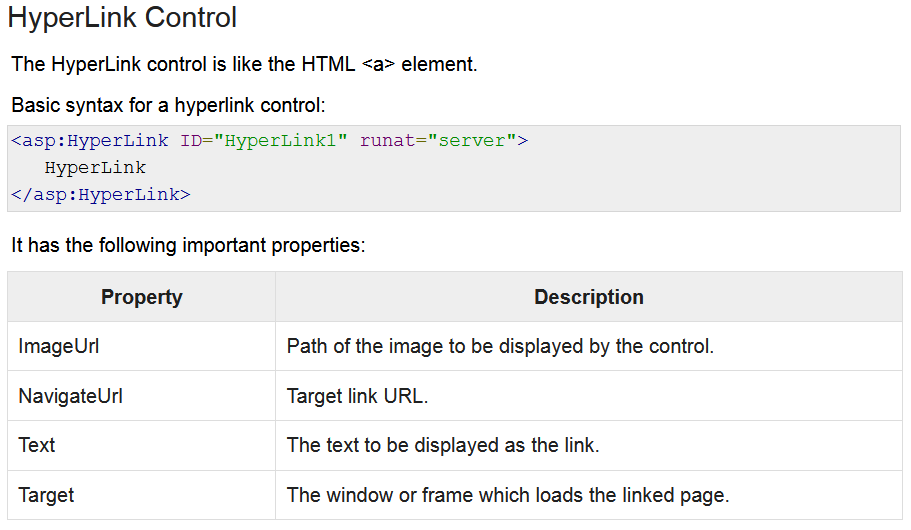 HyperLink Control
The HyperLink control is like the HTML <a> element.
Basic syntax for a hyperlink control:
<asp:HyperLink ID="HyperLink1" runat="server">
   HyperLink
</asp:HyperLink>
It has the following important properties:
Property Description
ImageUrl Path of the image to be displayed by the control.
NavigateUrl Target link URL.
Text The text to be displayed as the link.
Target The window or frame which loads the linked page.